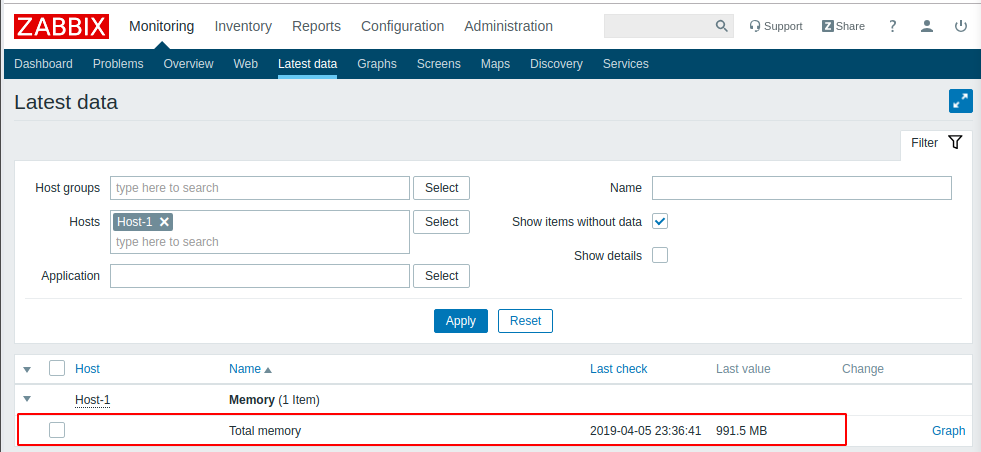 ZABBIX Monitoring Inventory Reports Configuration Administration Z Support Z Share ?
Dashboard Problems Overview Web Latest data Graphs Screens Maps Discovery Services
Latest data
Filter
Host groups type here to search Select Name
Hosts Host-1 Select Show items without data
type here to search
Show details
Application Select
Apply Reset
Host Name Last check Last value Change
Host-1 Memory (1 Item)
Total memory 2019-04-05 23:36:41 991.5 MB Graph